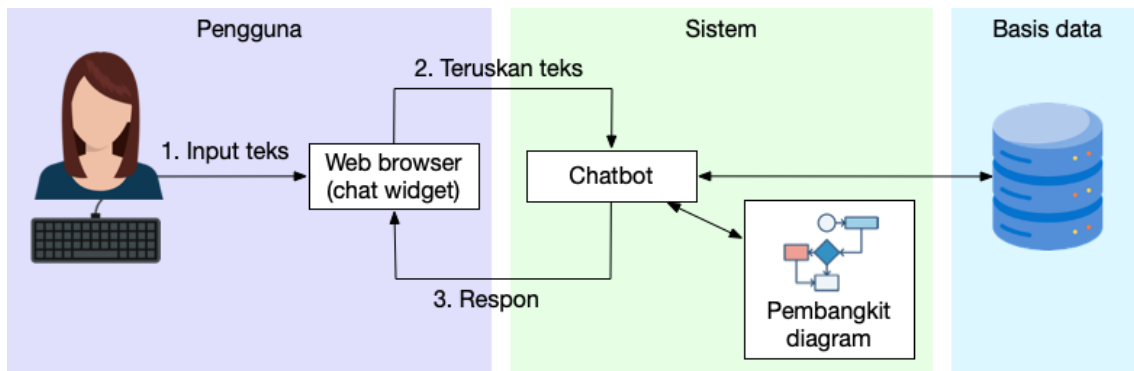 Pengguna
Sistem
Basis data
2. Teruskan teks
1. Input teks
Web browser
(chat widget)
Chatbot
3. Respon
Pembangkit
diagram